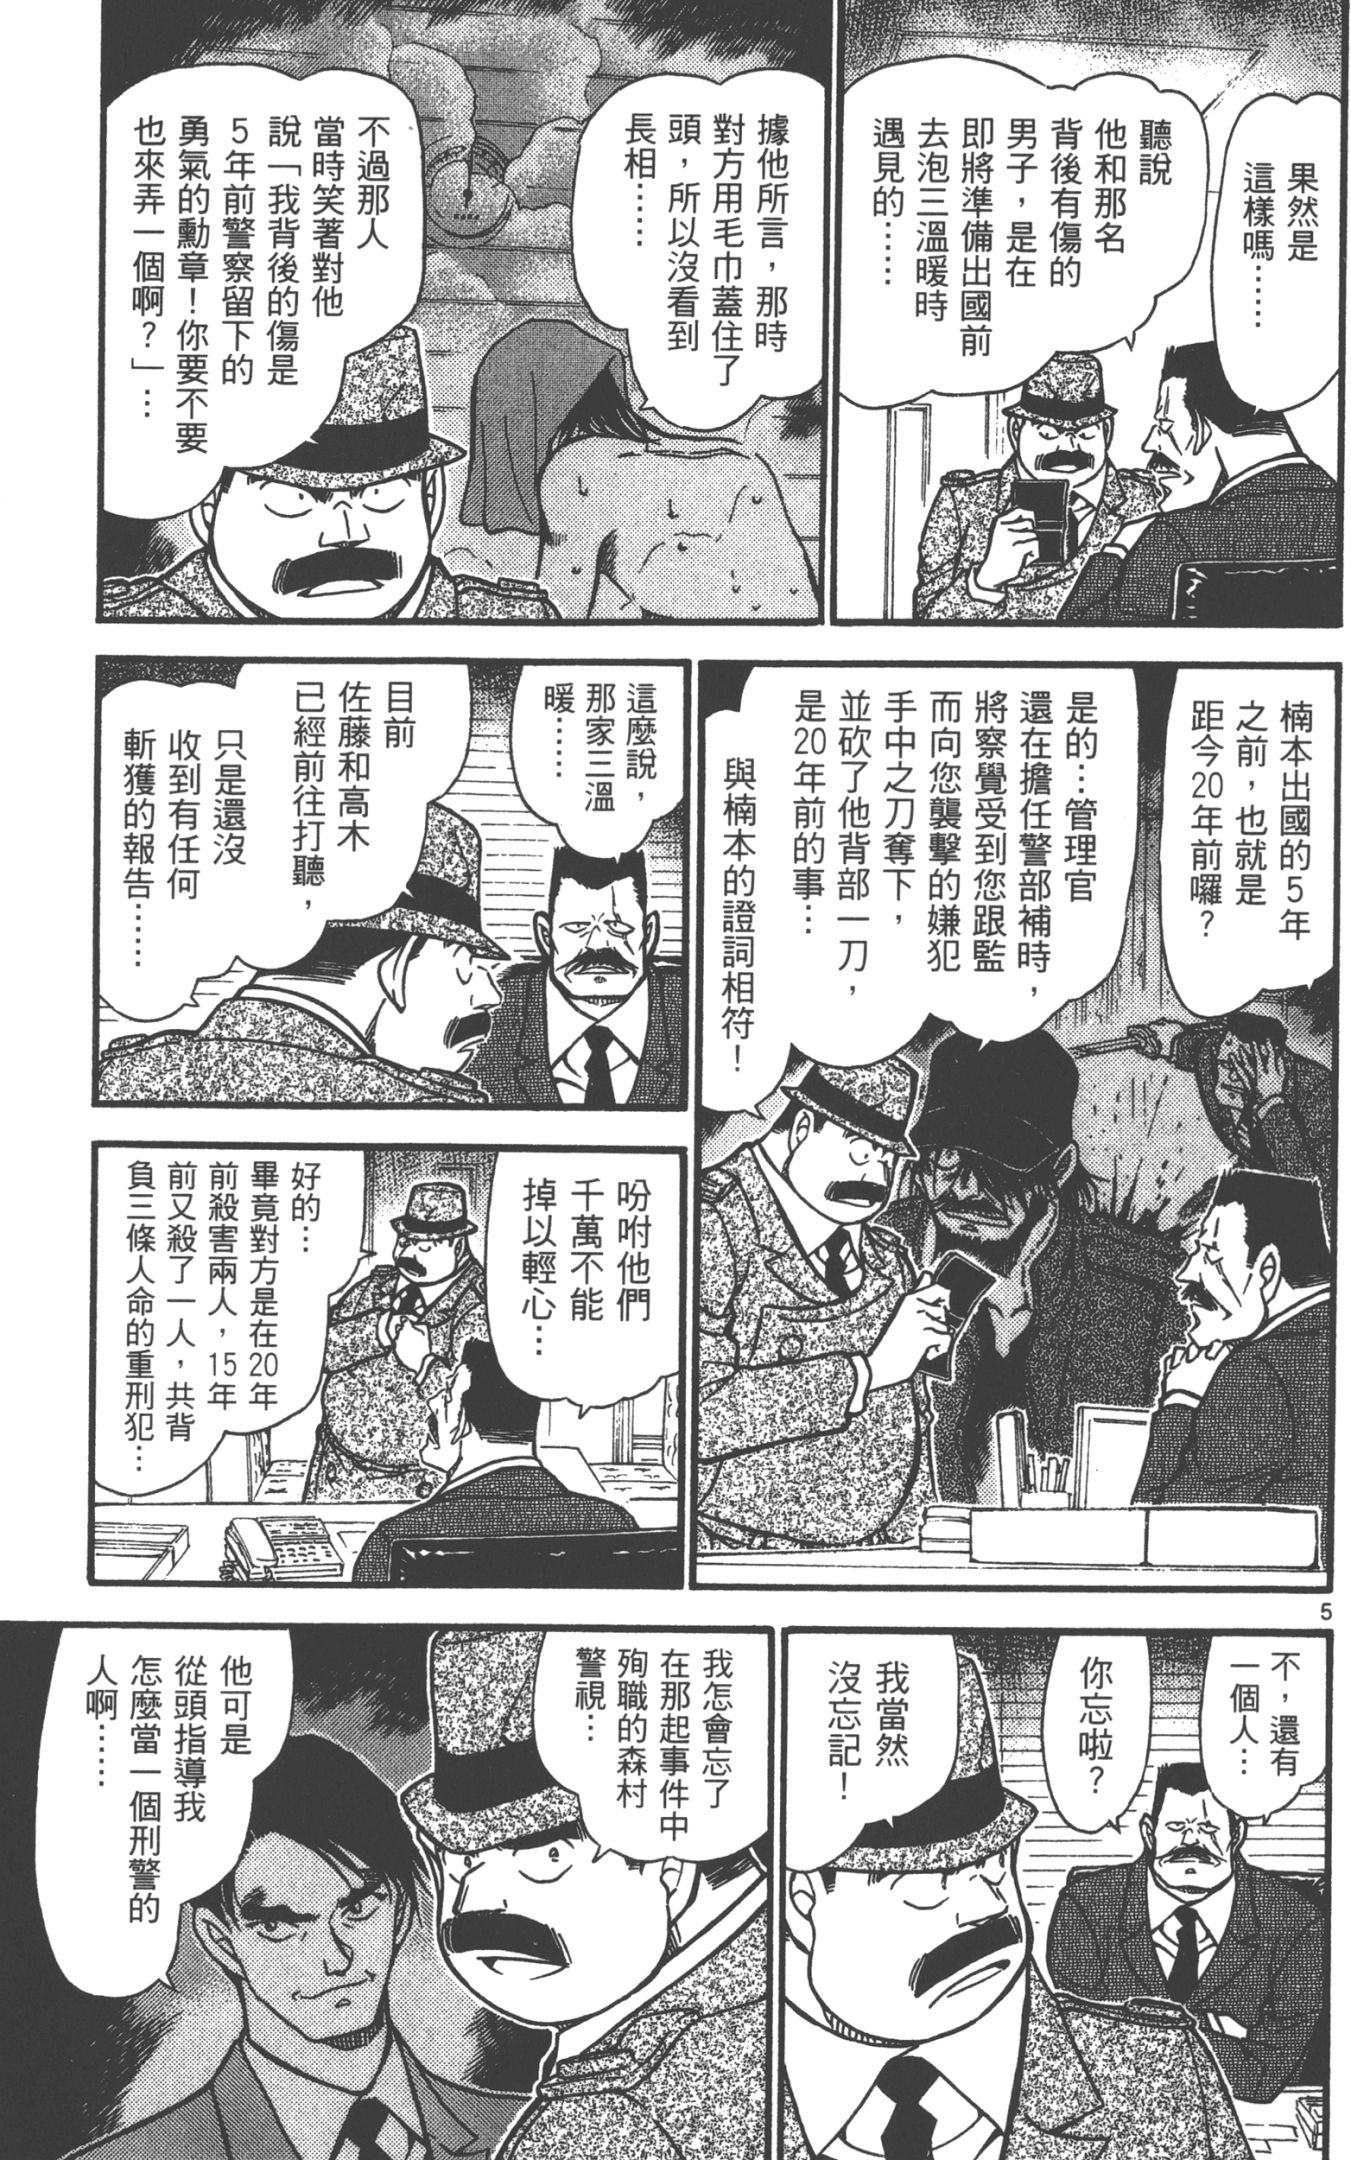 果然是
這樣嗎……
聽說
他和那名
背後有傷的
男子，是在
即將準備出國前
去泡三溫暖時
遇見的……
據他所言，那時
對方用毛巾蓋住了
頭，所以沒看到
長相……
不過那人
當時笑著對他
說「我背後的傷是
5年前警察留下的
勇氣的勳章！你要不要
也來弄一個啊？」…
楠本出國的5年
之前，也就是
距今20年前囉？
是的…管理官
還在擔任警部補時，
將察覺受到您跟監
而向您襲擊的嫌犯
手中之刀奪下，
並砍了他背部一刀，
是20年前的事…
與楠本的證詞相符！
這麼說，
那家三溫
暖……
目前
佐藤和高木
已經前往打聽，
只是還沒
收到有任何
斬獲的報告……
吩咐他們
千萬不能
掉以輕心…
好的…
畢竟對方是在20年
前殺害兩人，15年
前又殺了一人，共背
負三條人命的重刑犯…
5
不，還有
一個人…
你忘啦？
我當然
沒忘記！
我怎會忘了
在那起事件中
殉職的森村
警視…
他可是
從頭指導我
怎麼當一個刑警的
人啊……